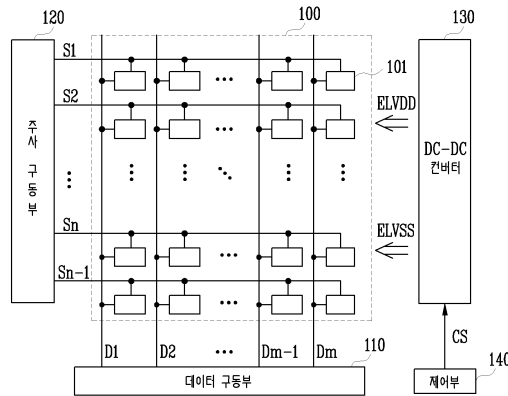 120
100
130
S1
101
S2
ELVDD
주사 구동부
DC-DC
컨버터
Sn
ELVSS
Sn-1
CS
D1
D2
Dm-1
Dm
110
140
데이터 구동부
제어부